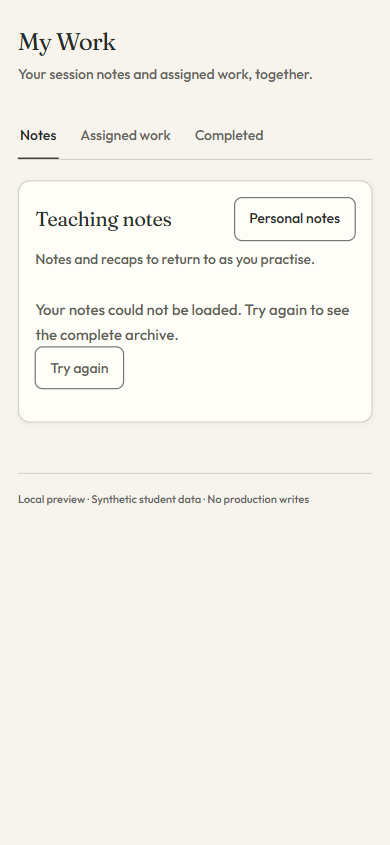 My Work
Your session notes and assigned work, together.
Notes
Assigned work
Completed
Teaching notes
Personal notes
Notes and recaps to return to as you practise.
Your notes could not be loaded. Try again to see
the complete archive.
Try again
Local preview · Synthetic student data · No production writes